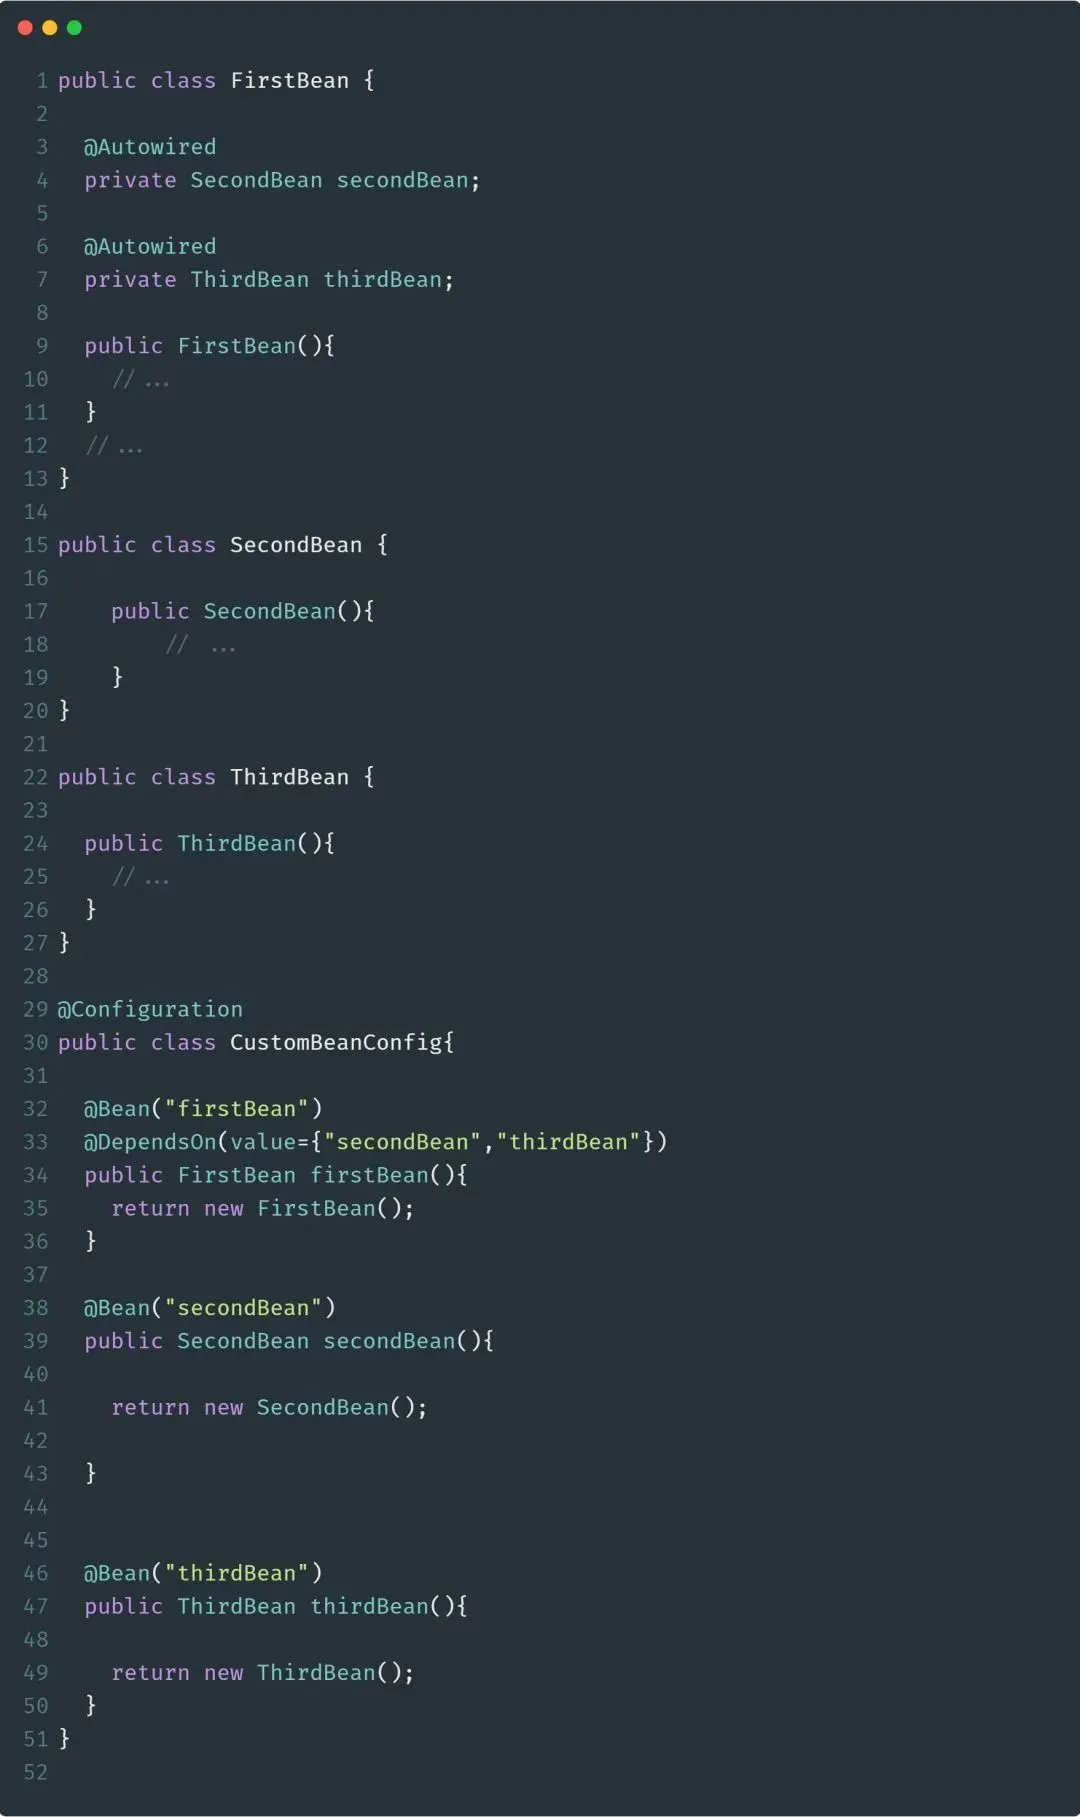 1 public class FirstBean {
2
3   @Autowired
4   private SecondBean secondBean;
5
6   @Autowired
7   private ThirdBean thirdBean;
8
9   public FirstBean(){
10     // ...
11   }
12   // ...
13 }
14
15 public class SecondBean {
16
17     public SecondBean(){
18         //  ...
19     }
20 }
21
22 public class ThirdBean {
23
24   public ThirdBean(){
25     // ...
26   }
27 }
28
29 @Configuration
30 public class CustomBeanConfig{
31
32   @Bean("firstBean")
33   @DependsOn(value={"secondBean","thirdBean"})
34   public FirstBean firstBean(){
35     return new FirstBean();
36   }
37
38   @Bean("secondBean")
39   public SecondBean secondBean(){
40
41     return new SecondBean();
42
43   }
44
45
46   @Bean("thirdBean")
47   public ThirdBean thirdBean(){
48
49     return new ThirdBean();
50   }
51 }
52